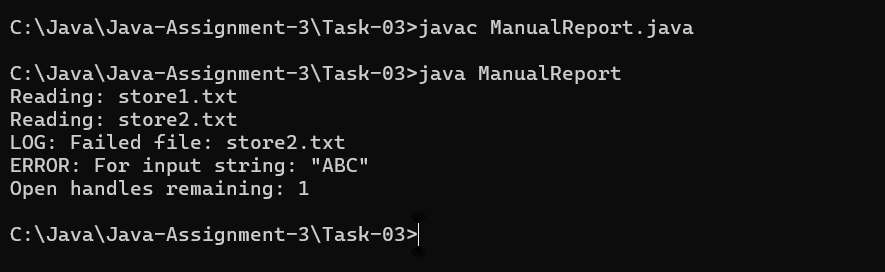 C:\Java\Java-Assignment-3\Task-03>javac ManualReport.java
C:\Java\Java-Assignment-3\Task-03>java ManualReport
Reading: store1.txt
Reading: store2.txt
LOG: Failed file: store2.txt
ERROR: For input string: "ABC"
Open handles remaining: 1
C:\Java\Java-Assignment-3\Task-03>